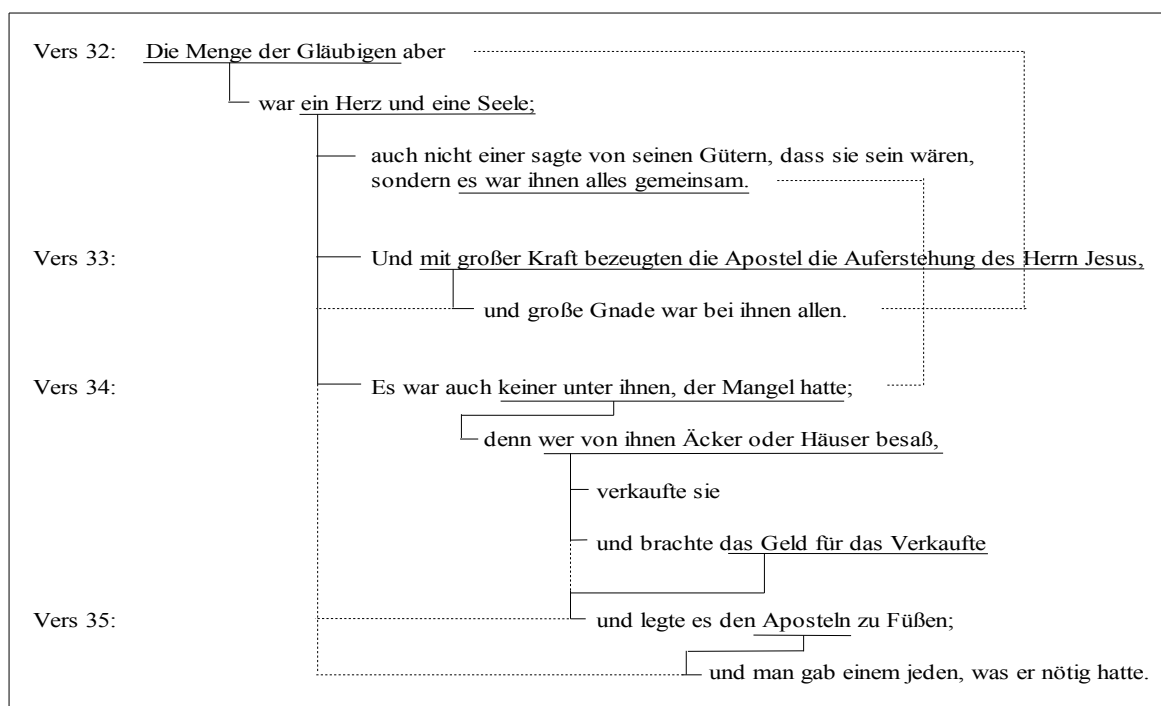 Vers 32: Die Menge der Gläubigen aber
war ein Herz und eine Seele;
auch nicht einer sagte von seinen Gütern, dass sie sein wären,
sondern es war ihnen alles gemeinsam.
Vers 33: Und mit großer Kraft bezeugten die Apostel die Auferstehung des Herrn Jesus,
und große Gnade war bei ihnen allen.
Vers 34: Es war auch keiner unter ihnen, der Mangel hatte;
denn wer von ihnen Äcker oder Häuser besaß,
verkaufte sie
und brachte das Geld für das Verkaufte
Vers 35: und legte es den Aposteln zu Füßen;
und man gab einem jeden, was er nötig hatte.